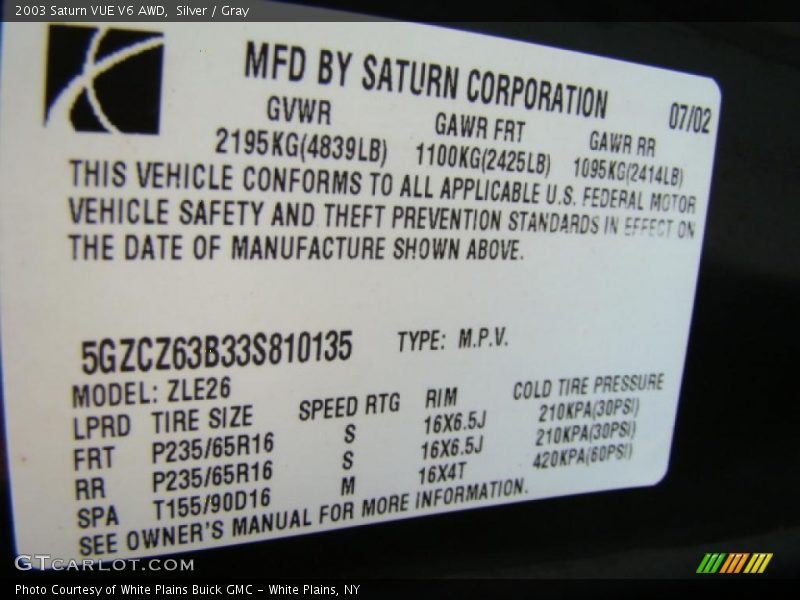 2003 Saturn VUE V6 AWD, Silver / Gray
MFD BY SATURN CORPORATION 07/02
GVWR GAWR FRT GAWR RR
2195KG(4839LB) 1100KG(2425LB) 1095KG(2414LB)
THIS VEHICLE CONFORMS TO ALL APPLICABLE U.S. FEDERAL MOTOR
VEHICLE SAFETY AND THEFT PREVENTION STANDARDS IN EFFECT ON
THE DATE OF MANUFACTURE SHOWN ABOVE.
5GZCZ63B33S810135 TYPE: M.P.V.
MODEL: ZLE26
LPRD TIRE SIZE SPEED RTG RIM COLD TIRE PRESSURE
FRT P235/65R16 S 16X6.5J 210KPA(30PSI)
RR P235/65R16 S 16X6.5J 210KPA(30PSI)
SPA T155/90D16 M 16X4T 420KPA(60PSI)
SEE OWNER'S MANUAL FOR MORE INFORMATION.
GTCARLOT.COM
Photo Courtesy of White Plains Buick GMC - White Plains, NY